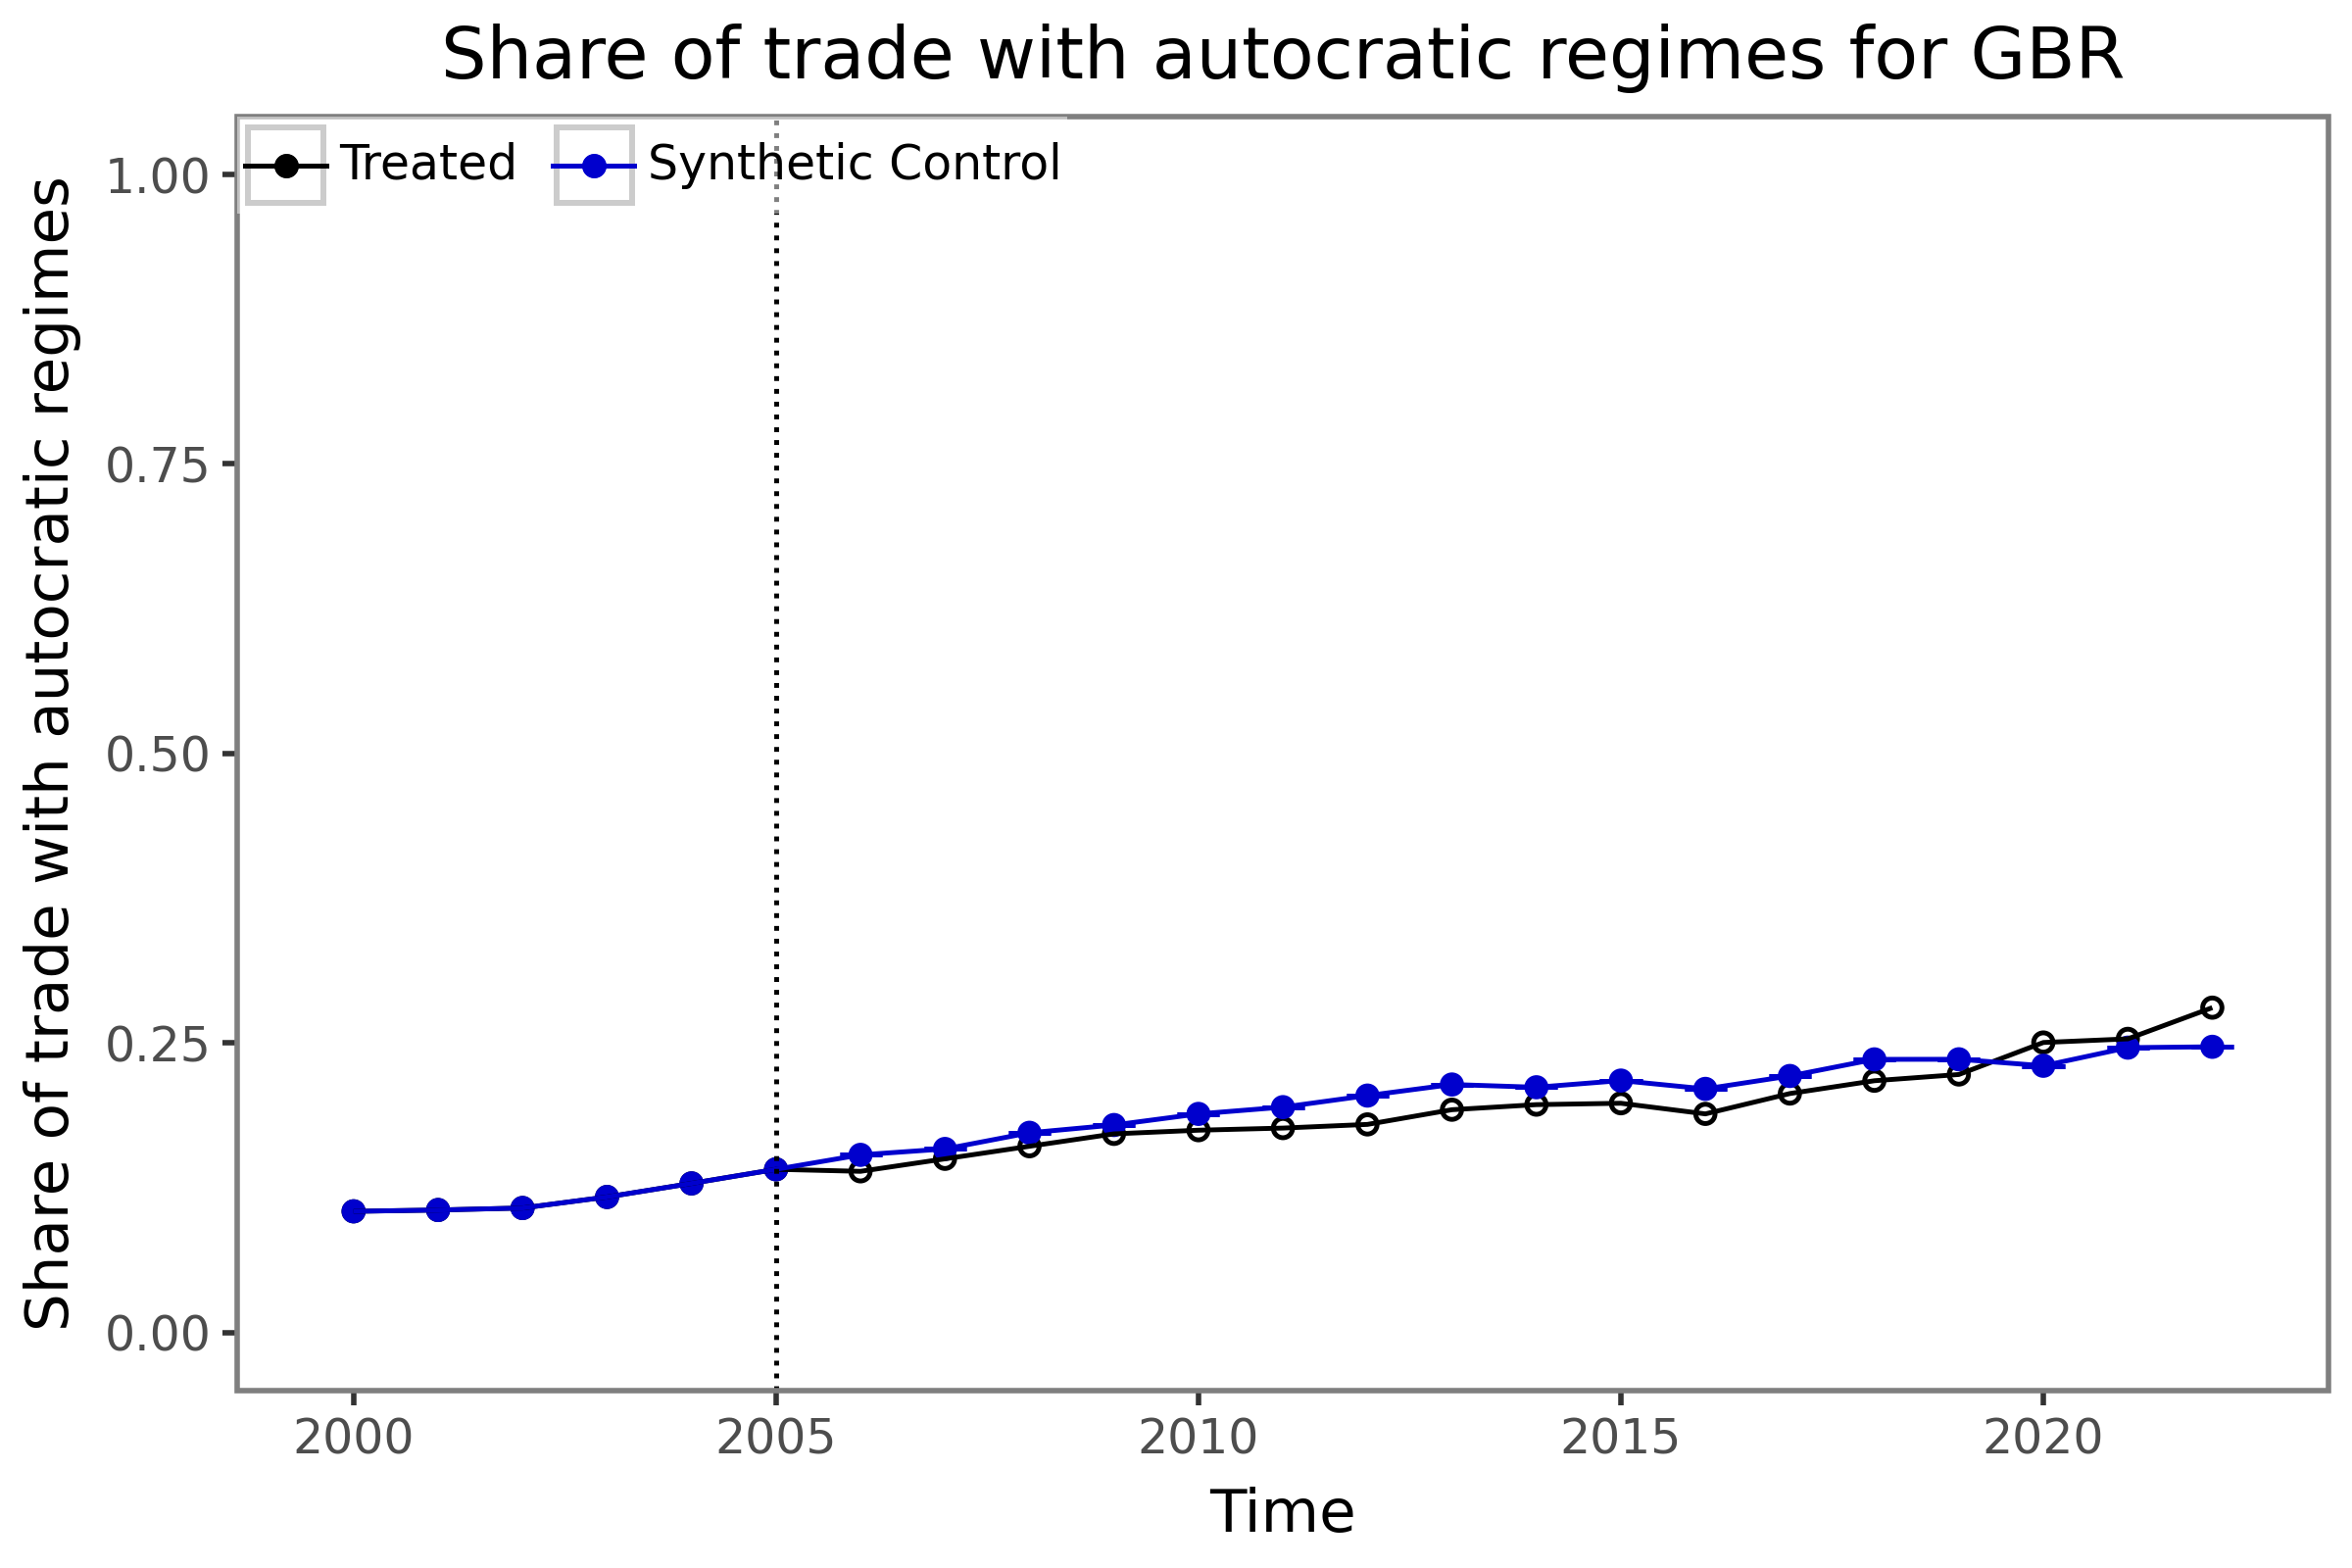 Share of trade with autocratic regimes for GBR
Treated
Synthetic Control
Share of trade with autocratic regimes
1.00
0.75
0.50
0.25
0.00
2000
2005
2010
2015
2020
Time